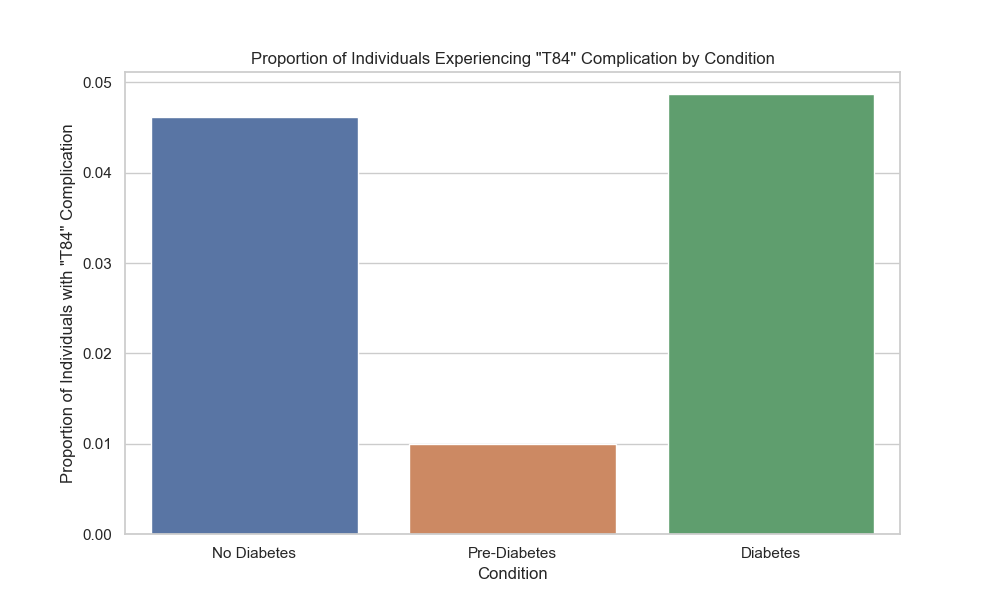 Proportion of Individuals Experiencing "T84" Complication by Condition
Proportion of Individuals with "T84" Complication
0.05
0.04
0.03
0.02
0.01
0.00
No Diabetes
Pre-Diabetes
Diabetes
Condition